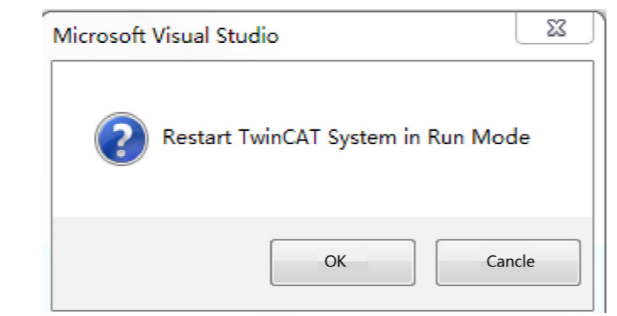 Microsoft Visual Studio
Restart TwinCAT System in Run Mode
OK
Cancle